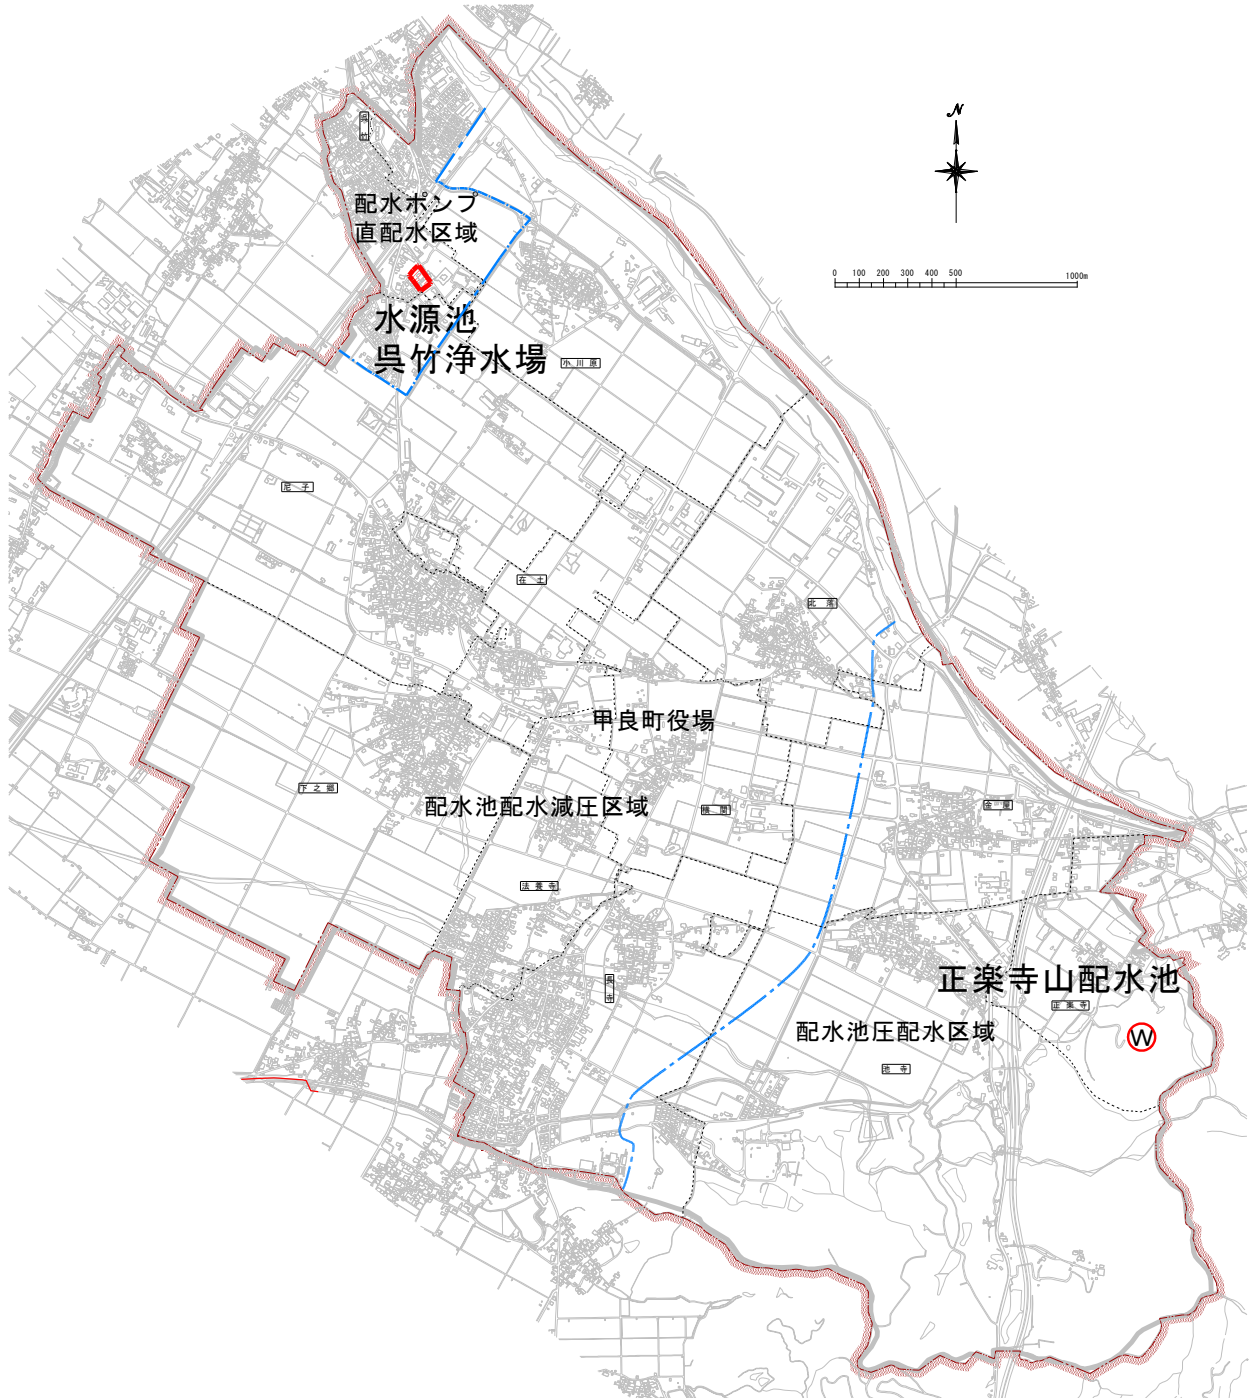 N
呉竹
配水ポンプ
直配水区域
0 100 200 300 400 500 1000m
水源池
呉竹浄水場
小川原
尼子
在土
北落
甲良町役場
下之郷
配水池配水減圧区域
横関
金屋
法養寺
長寺
正楽寺山配水池
正楽寺
配水池圧配水区域
W
池寺